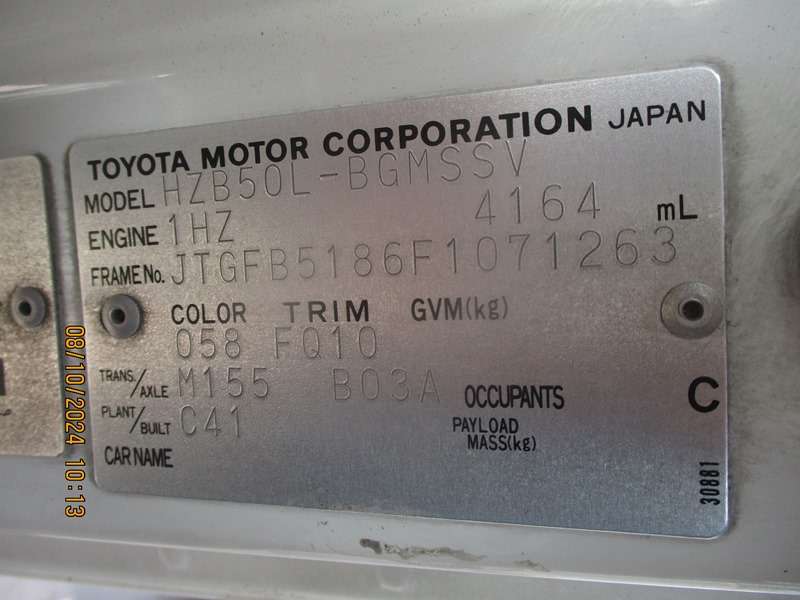 TOYOTA MOTOR CORPORATION JAPAN
MODEL HZB50L-BGMSSV
ENGINE 1HZ 4164 mL
FRAME No. JTGFB5186F1071263
COLOR TRIM GVM(kg)
058 FQ10
TRANS./AXLE M155 B03A OCCUPANTS C
PLANT/BUILT C41 PAYLOAD MASS(kg)
CAR NAME
30881
08/10/2024 10:13